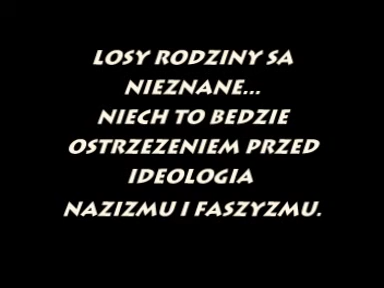 LOSY RODZINY SA
NIEZNANE...
NIECH TO BEDZIE
OSTRZEZENIEM PRZED
IDEOLOGIA
NAZIZMU I FASZYZMU.